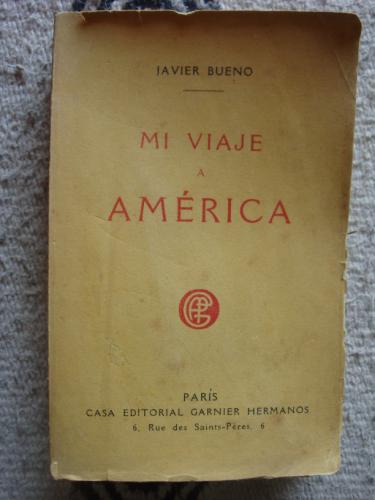 JAVIER BUENO
MI VIAJE
A
AMÉRICA
PARÍS
CASA EDITORIAL GARNIER HERMANOS
6, Rue des Saints-Pères, 6